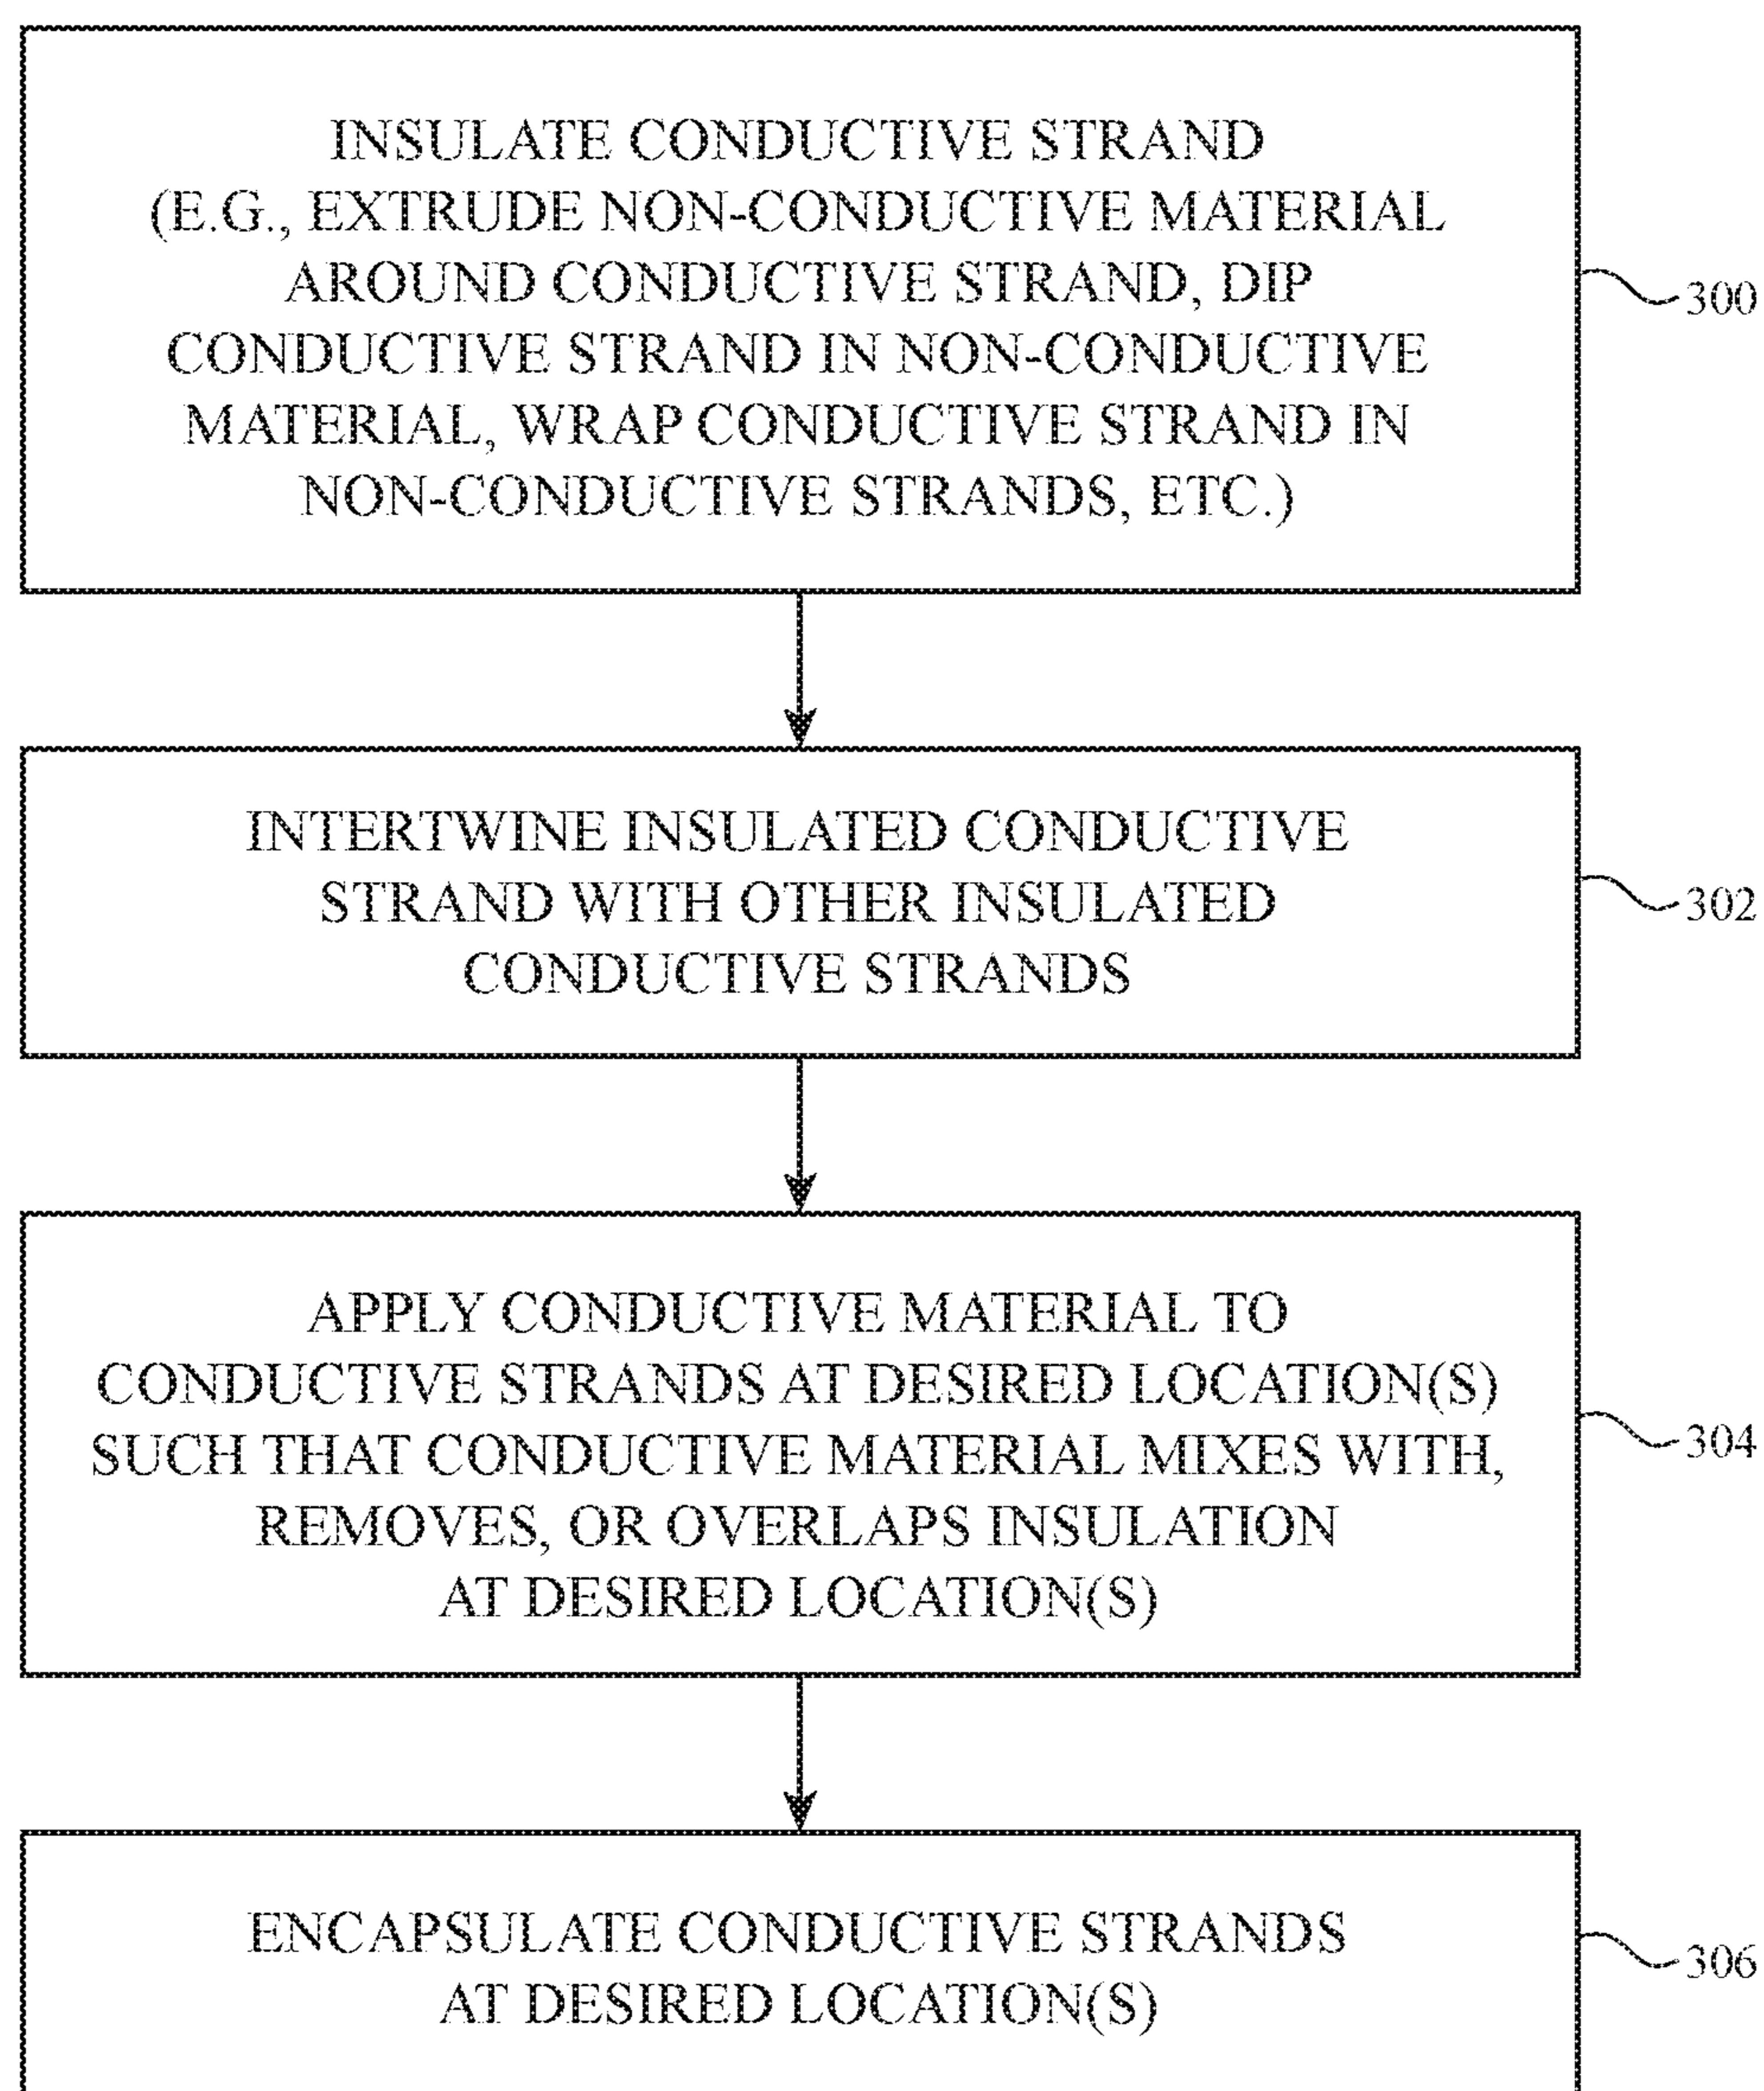 INSULATE CONDUCTIVE STRAND
(E.G., EXTRUDE NON-CONDUCTIVE MATERIAL
AROUND CONDUCTIVE STRAND, DIP
CONDUCTIVE STRAND IN NON-CONDUCTIVE
MATERIAL, WRAP CONDUCTIVE STRAND IN
NON-CONDUCTIVE STRANDS, ETC.)
300
INTERTWINE INSULATED CONDUCTIVE
STRAND WITH OTHER INSULATED
CONDUCTIVE STRANDS
302
APPLY CONDUCTIVE MATERIAL TO
CONDUCTIVE STRANDS AT DESIRED LOCATION(S)
SUCH THAT CONDUCTIVE MATERIAL MIXES WITH,
REMOVES, OR OVERLAPS INSULATION
AT DESIRED LOCATION(S)
304
ENCAPSULATE CONDUCTIVE STRANDS
AT DESIRED LOCATION(S)
306